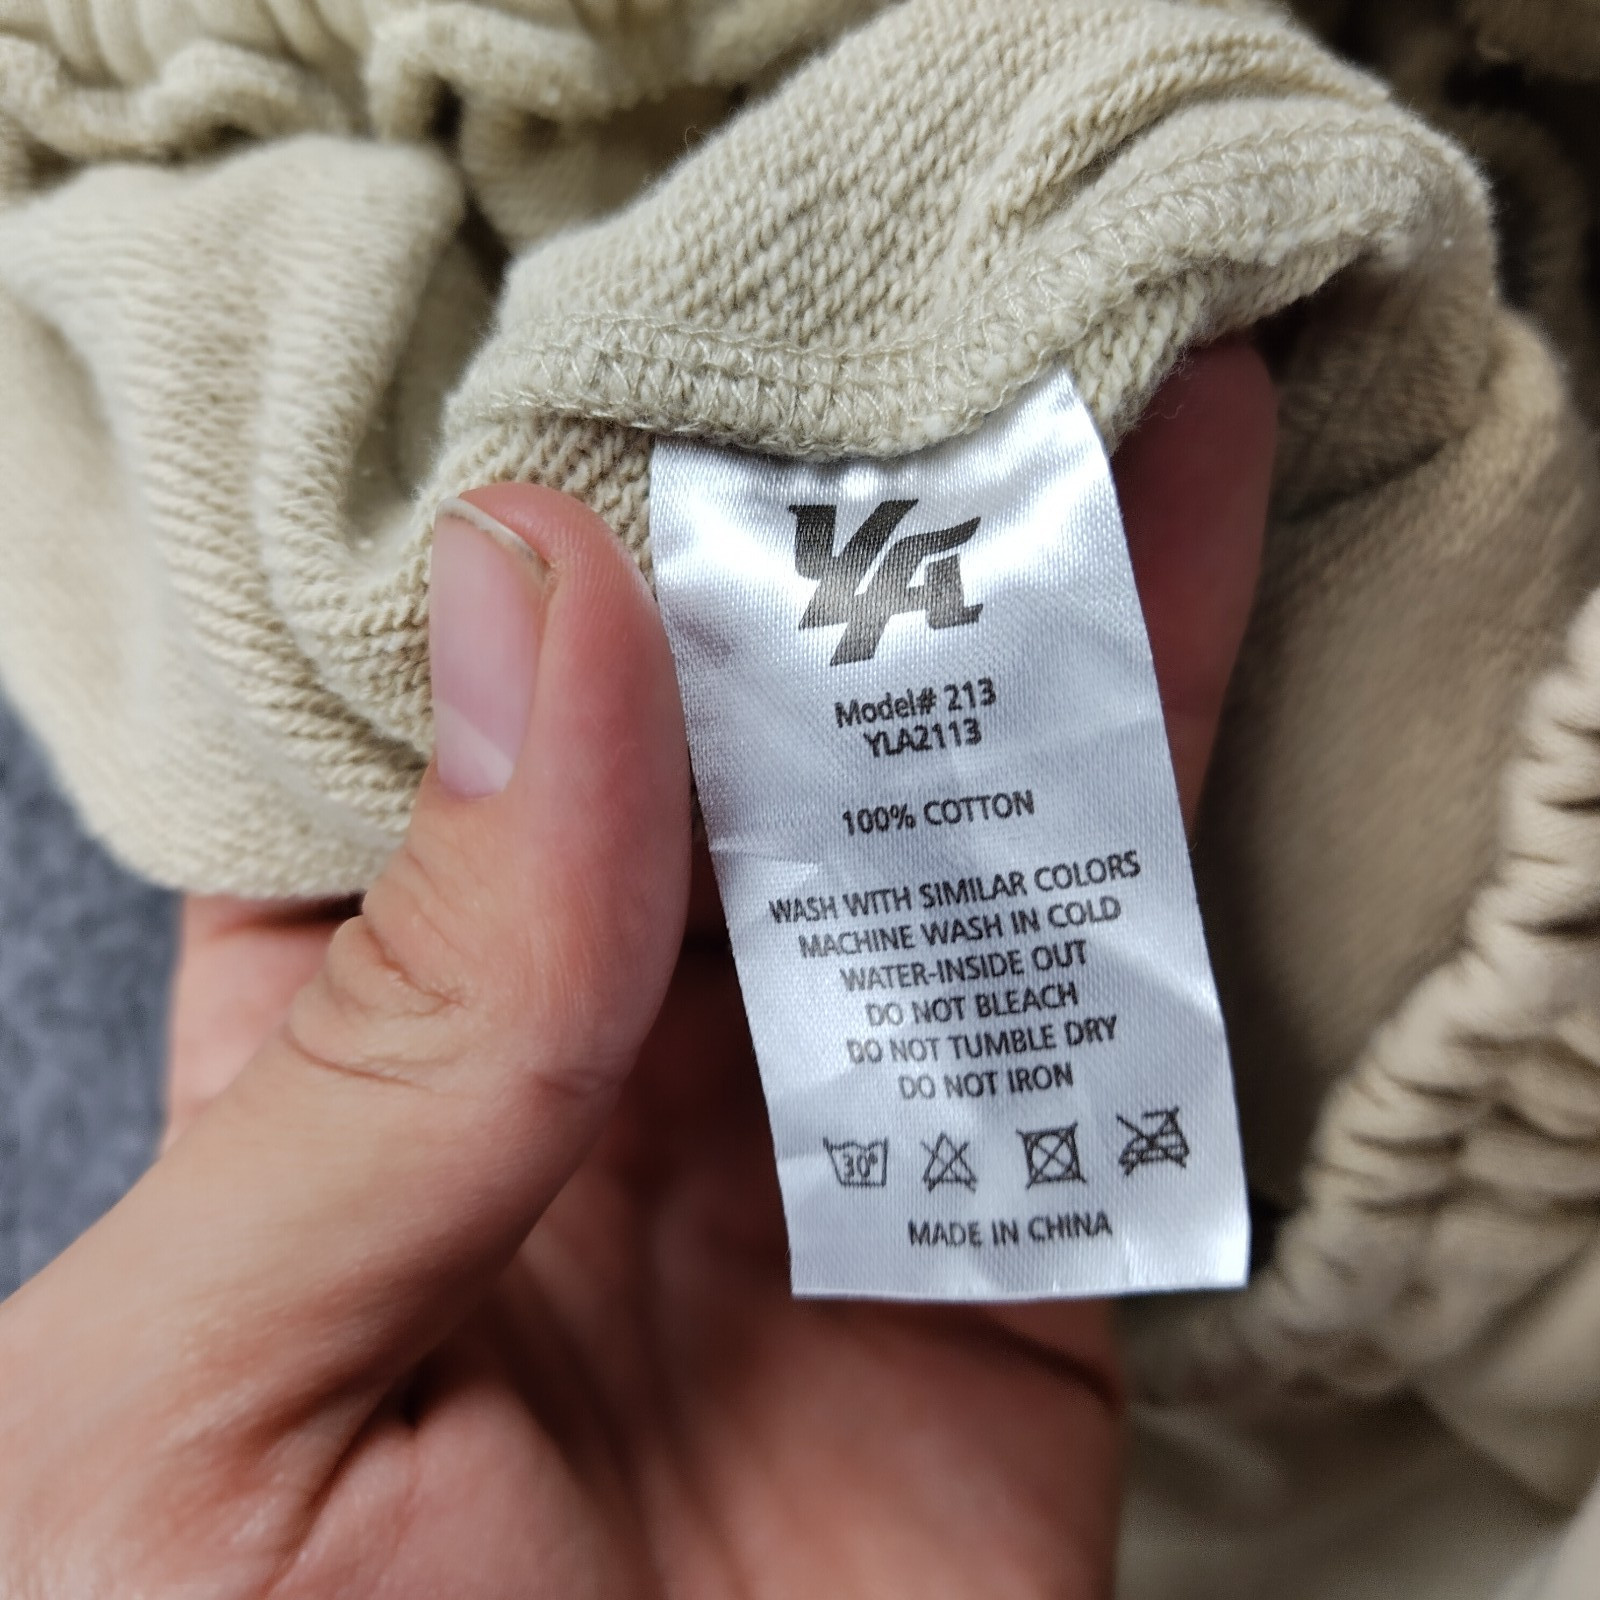 YLA
Model# 213
YLA2113
100% COTTON
WASH WITH SIMILAR COLORS
MACHINE WASH IN COLD
WATER-INSIDE OUT
DO NOT BLEACH
DO NOT TUMBLE DRY
DO NOT IRON
30°
MADE IN CHINA